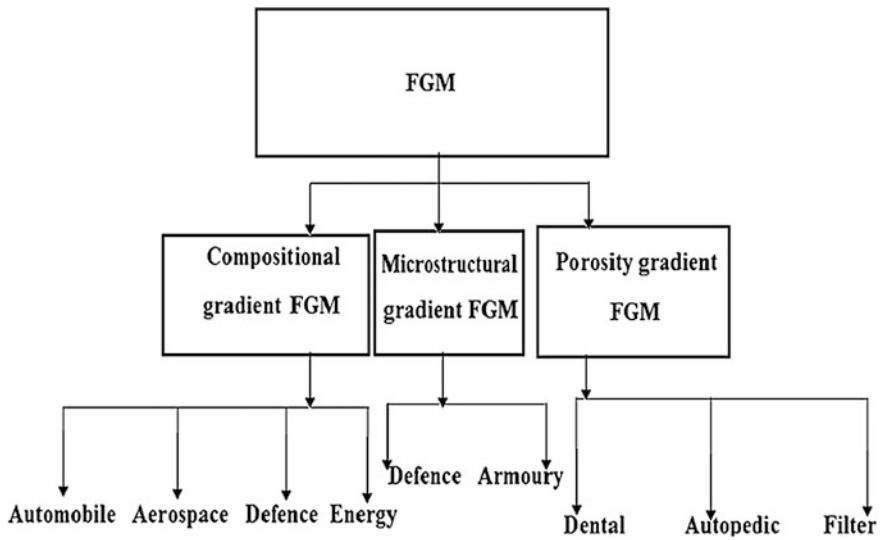 FGM
Compositional
gradient FGM
Microstructural
gradient FGM
Porosity gradient
FGM
Automobile
Aerospace
Defence
Energy
Defence
Armoury
Dental
Autopedic
Filter